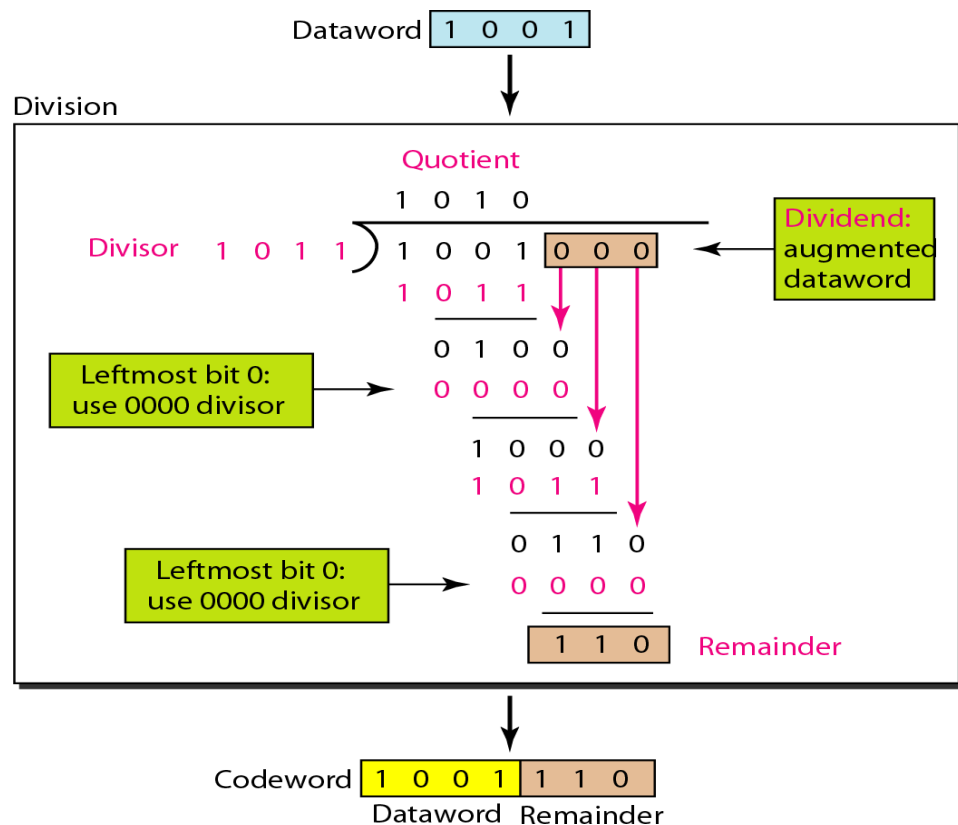 Dataword 1 0 0 1
Division
Quotient
1 0 1 0
Divisor 1 0 1 1 1 0 0 1 0 0 0
Dividend:
augmented
dataword
1 0 1 1
0 1 0 0
Leftmost bit 0:
use 0000 divisor
0 0 0 0
1 0 0 0
1 0 1 1
0 1 1 0
Leftmost bit 0:
use 0000 divisor
0 0 0 0
1 1 0 Remainder
Codeword 1 0 0 1 1 1 0
Dataword Remainder